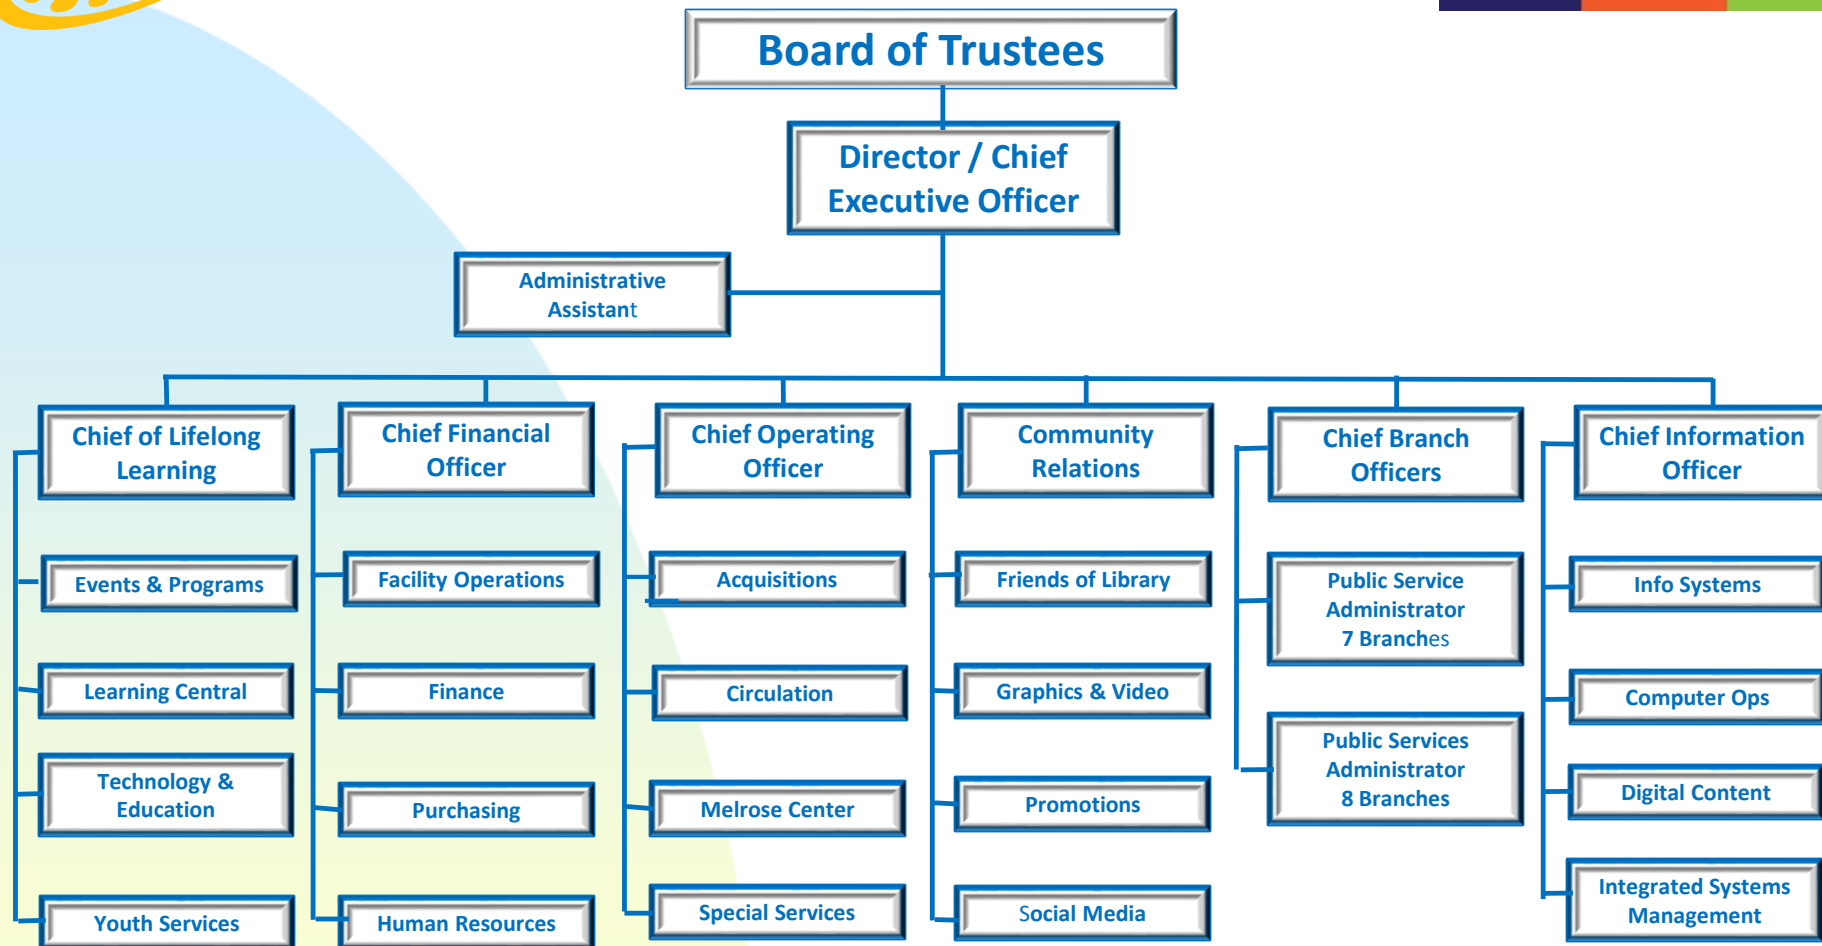 Board of Trustees
Director / Chief
Executive Officer
Administrative
Assistant
Chief of Lifelong
Learning
Events & Programs
Learning Central
Technology &
Education
Youth Services
Chief Financial
Officer
Facility Operations
Finance
Purchasing
Human Resources
Chief Operating
Officer
Acquisitions
Circulation
Melrose Center
Special Services
Community
Relations
Friends of Library
Graphics & Video
Promotions
Social Media
Chief Branch
Officers
Public Service
Administrator
7 Branches
Public Services
Administrator
8 Branches
Chief Information
Officer
Info Systems
Computer Ops
Digital Content
Integrated Systems
Management